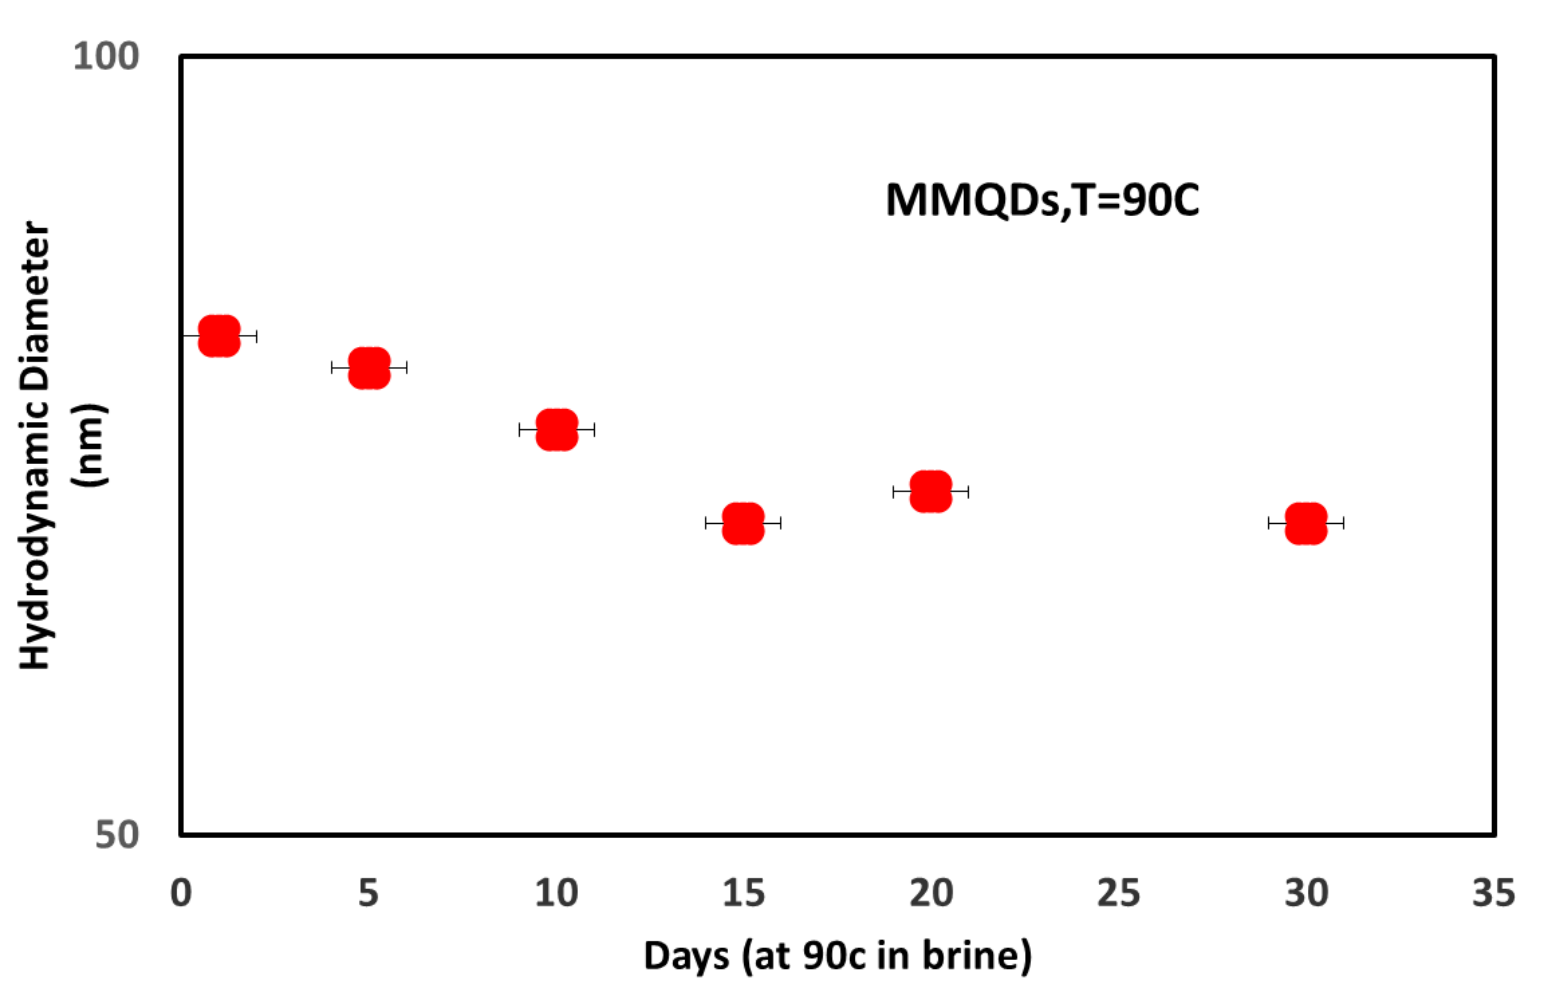 100
MMQDs,T=90C
Hydrodynamic Diameter
(nm)
50
0 5 10 15 20 25 30 35
Days (at 90c in brine)